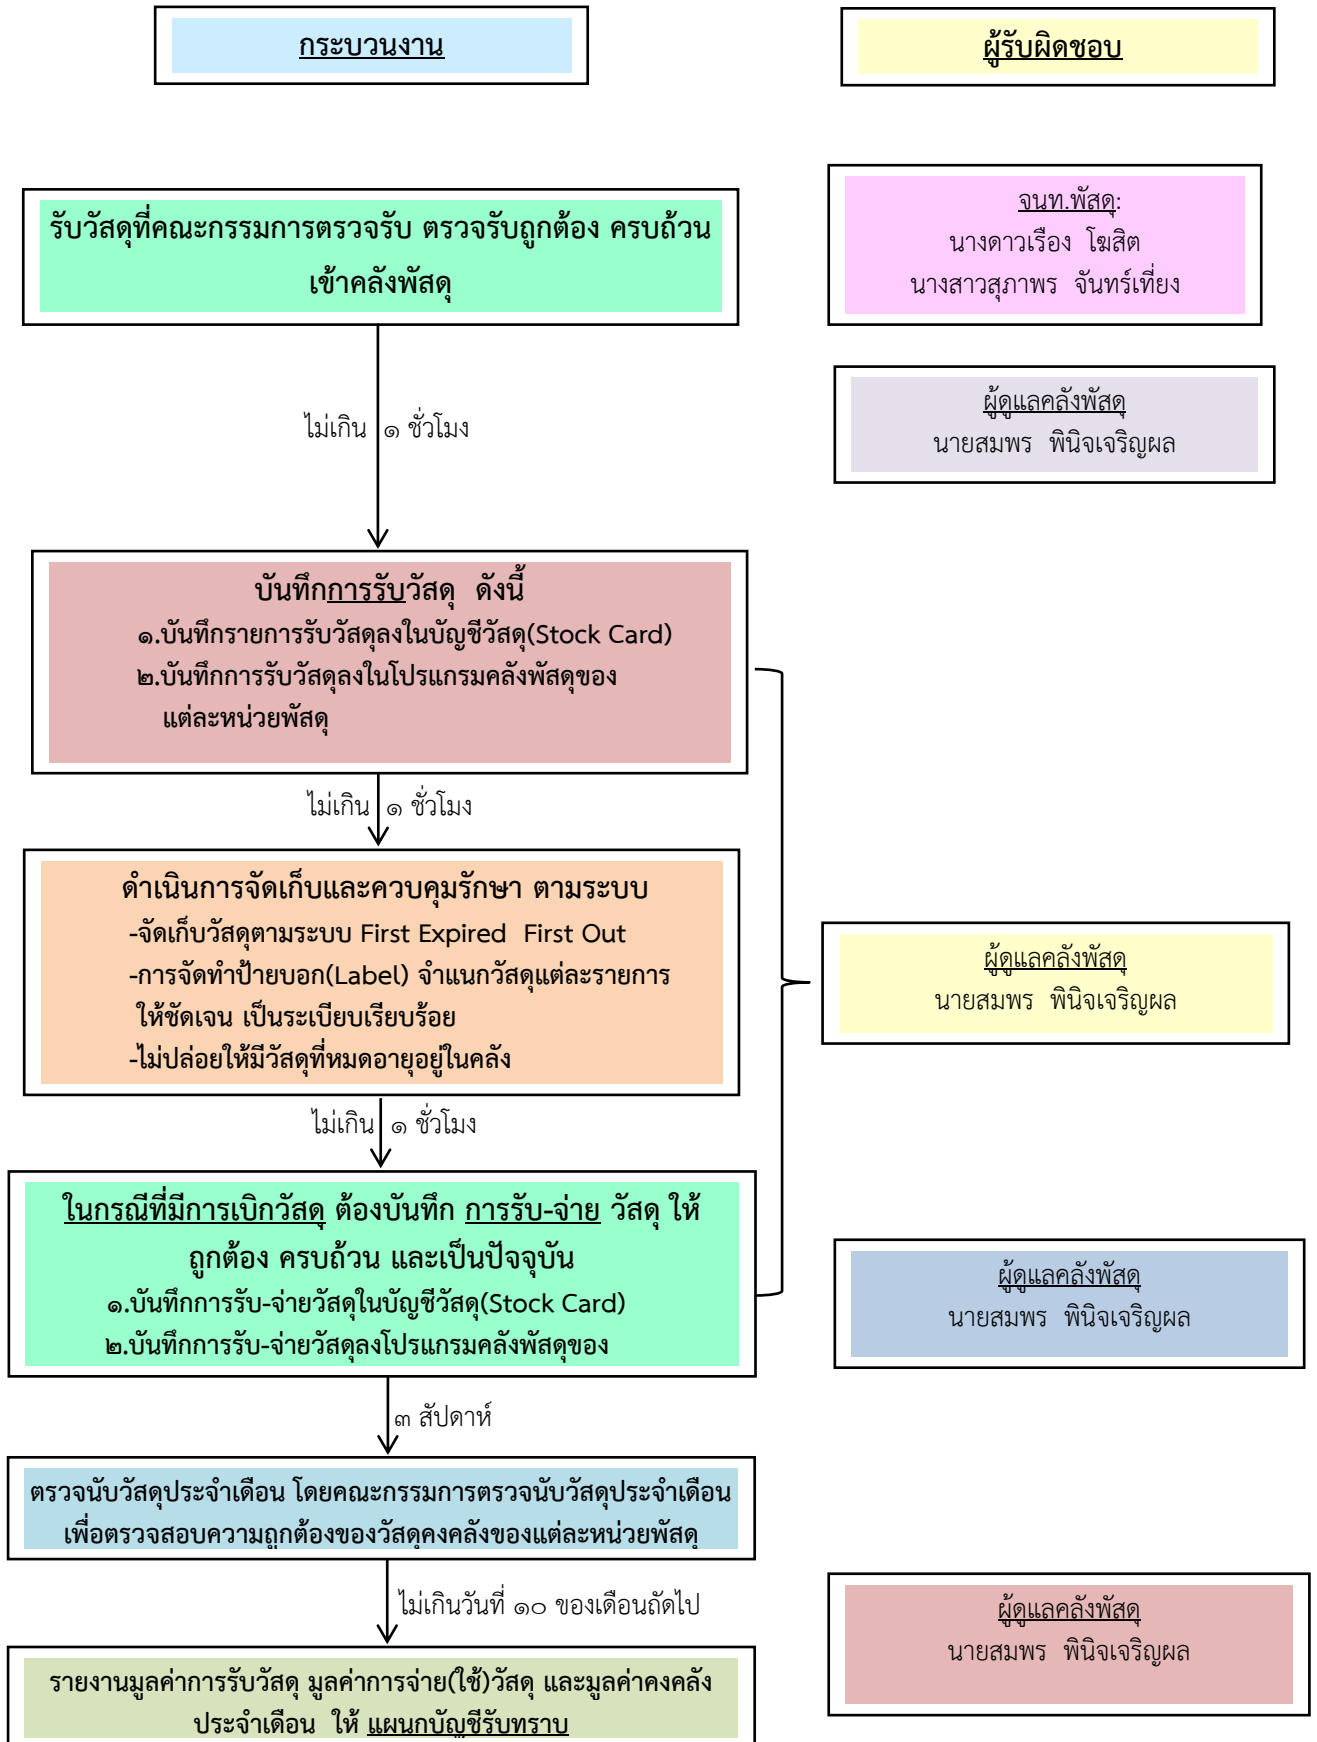 กระบวนงาน
ผู้รับผิดชอบ
รับวัสดุที่คณะกรรมการตรวจรับ ตรวจรับถูกต้อง ครบถ้วน
เข้าคลังพัสดุ
จนท.พัสดุ:
นางดาวเรือง โฆสิต
นางสาวสุภาพร จันทร์เที่ยง
ผู้ดูแลคลังพัสดุ
นายสมพร พินิจเจริญผล
ไม่เกิน ๑ ชั่วโมง
บันทึกการรับวัสดุ ดังนี้
๑.บันทึกรายการรับวัสดุลงในบัญชีวัสดุ(Stock Card)
๒.บันทึกการรับวัสดุลงในโปรแกรมคลังพัสดุของ
แต่ละหน่วยพัสดุ
ไม่เกิน ๑ ชั่วโมง
ดำเนินการจัดเก็บและควบคุมรักษา ตามระบบ
-จัดเก็บวัสดุตามระบบ First Expired First Out
-การจัดทำป้ายบอก(Label) จำแนกวัสดุแต่ละรายการ
ให้ชัดเจน เป็นระเบียบเรียบร้อย
-ไม่ปล่อยให้มีวัสดุที่หมดอายุอยู่ในคลัง
ผู้ดูแลคลังพัสดุ
นายสมพร พินิจเจริญผล
ไม่เกิน ๑ ชั่วโมง
ในกรณีที่มีการเบิกวัสดุ ต้องบันทึก การรับ-จ่าย วัสดุ ให้
ถูกต้อง ครบถ้วน และเป็นปัจจุบัน
๑.บันทึกการรับ-จ่ายวัสดุในบัญชีวัสดุ(Stock Card)
๒.บันทึกการรับ-จ่ายวัสดุลงโปรแกรมคลังพัสดุของ
ผู้ดูแลคลังพัสดุ
นายสมพร พินิจเจริญผล
๓ สัปดาห์
ตรวจนับวัสดุประจำเดือน โดยคณะกรรมการตรวจนับวัสดุประจำเดือน
เพื่อตรวจสอบความถูกต้องของวัสดุคงคลังของแต่ละหน่วยพัสดุ
ไม่เกินวันที่ ๑๐ ของเดือนถัดไป
ผู้ดูแลคลังพัสดุ
นายสมพร พินิจเจริญผล
รายงานมูลค่าการรับวัสดุ มูลค่าการจ่าย(ใช้)วัสดุ และมูลค่าคงคลัง
ประจำเดือน ให้ แผนกบัญชีรับทราบ